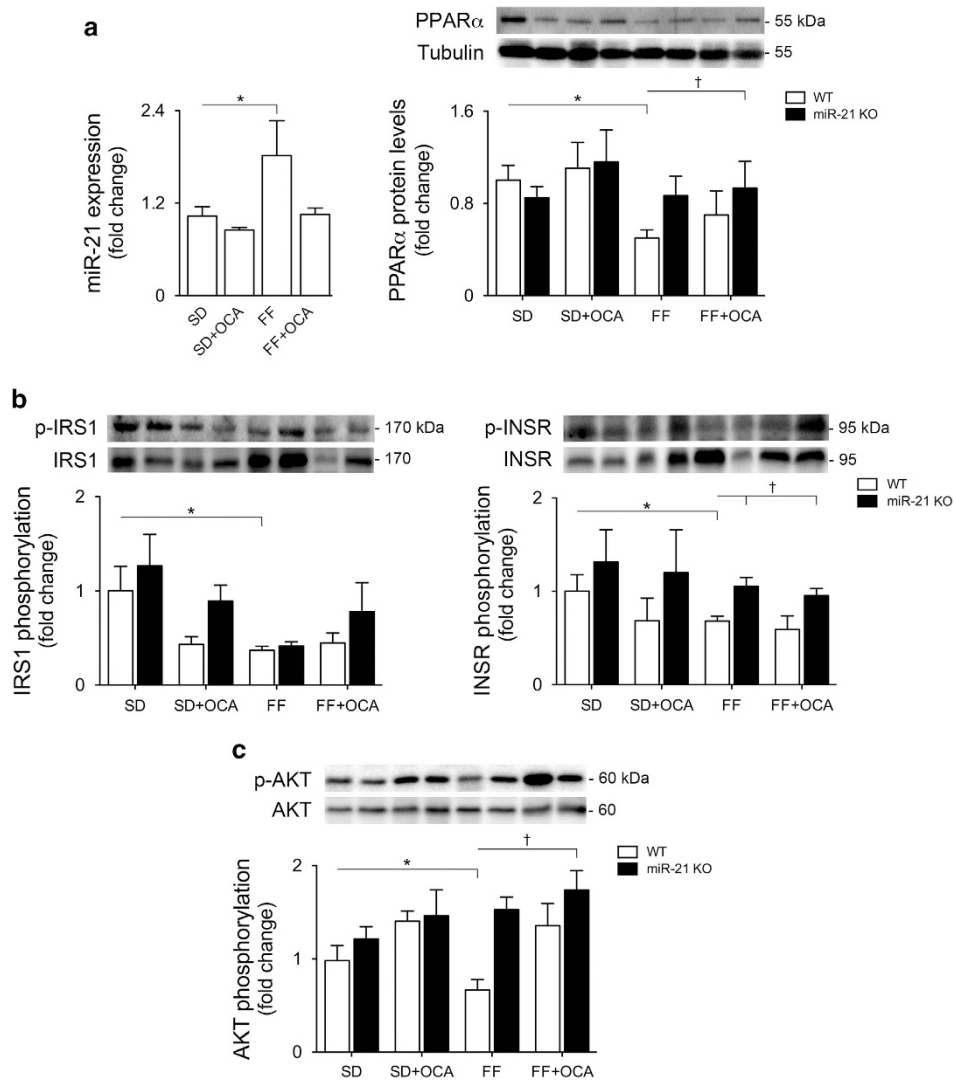 a
PPARα
- 55 kDa
Tubulin
- 55
miR-21 expression
(fold change)
2.4
1.2
0
*
SD
SD+OCA
FF
FF+OCA
PPARα protein levels
(fold change)
1.6
0.8
0
*
†
WT
miR-21 KO
SD
SD+OCA
FF
FF+OCA
b
p-IRS1
- 170 kDa
IRS1
- 170
IRS1 phosphorylation
(fold change)
2
1
0
*
SD
SD+OCA
FF
FF+OCA
p-INSR
- 95 kDa
INSR
- 95
INSR phosphorylation
(fold change)
2
1
0
*
†
WT
miR-21 KO
SD
SD+OCA
FF
FF+OCA
c
p-AKT
- 60 kDa
AKT
- 60
AKT phosphorylation
(fold change)
2
1
0
*
†
WT
miR-21 KO
SD
SD+OCA
FF
FF+OCA